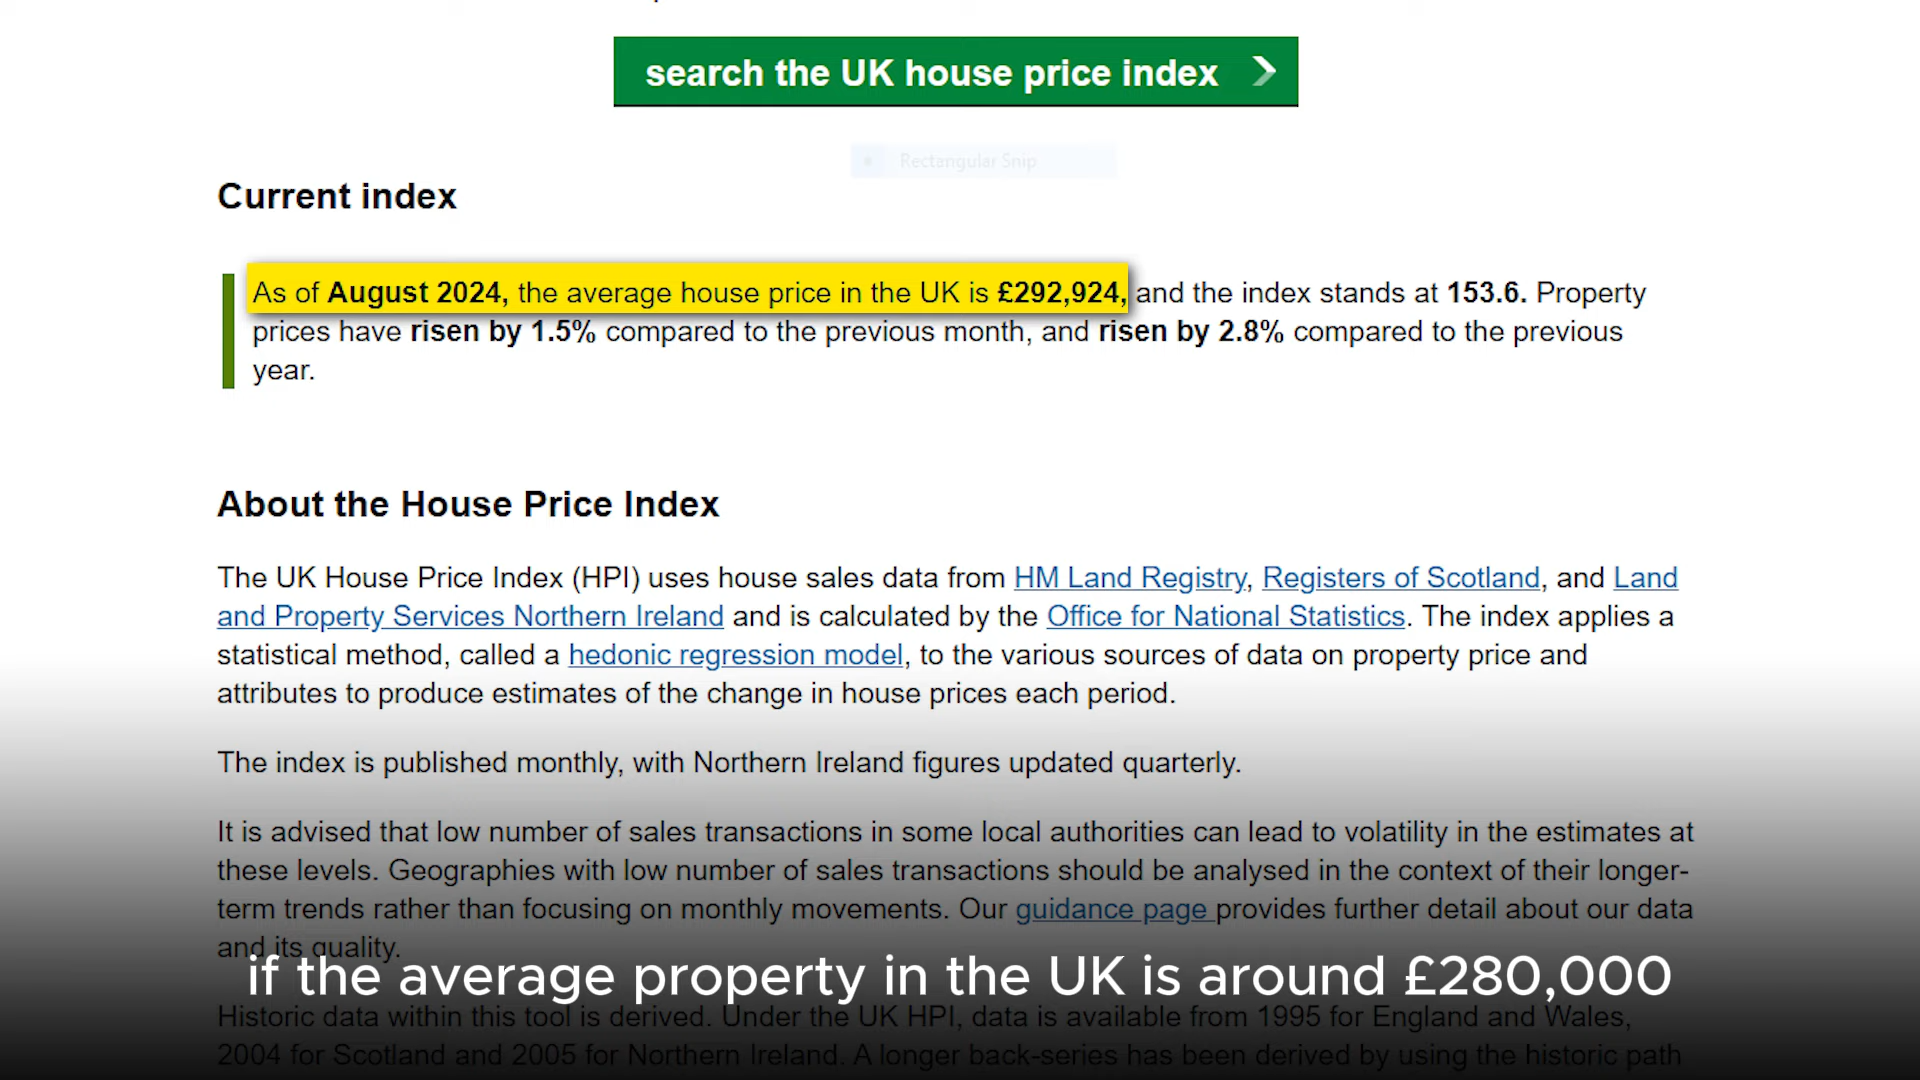 search the UK house price index
Rectangular Snip
Current index
As of August 2024, the average house price in the UK is £292,924, and the index stands at 153.6. Property
prices have risen by 1.5% compared to the previous month, and risen by 2.8% compared to the previous
year.
About the House Price Index
The UK House Price Index (HPI) uses house sales data from HM Land Registry, Registers of Scotland, and Land
and Property Services Northern Ireland and is calculated by the Office for National Statistics. The index applies a
statistical method, called a hedonic regression model, to the various sources of data on property price and
attributes to produce estimates of the change in house prices each period.
The index is published monthly, with Northern Ireland figures updated quarterly.
It is advised that low number of sales transactions in some local authorities can lead to volatility in the estimates at
these levels. Geographies with low number of sales transactions should be analysed in the context of their longer-
term trends rather than focusing on monthly movements. Our guidance page provides further detail about our data
and its quality.
if the average property in the UK is around £280,000
Historic data within this tool is derived. Under the UK HPI, data is available from 1995 for England and Wales,
2004 for Scotland and 2005 for Northern Ireland. A longer back-series has been derived by using the historic path